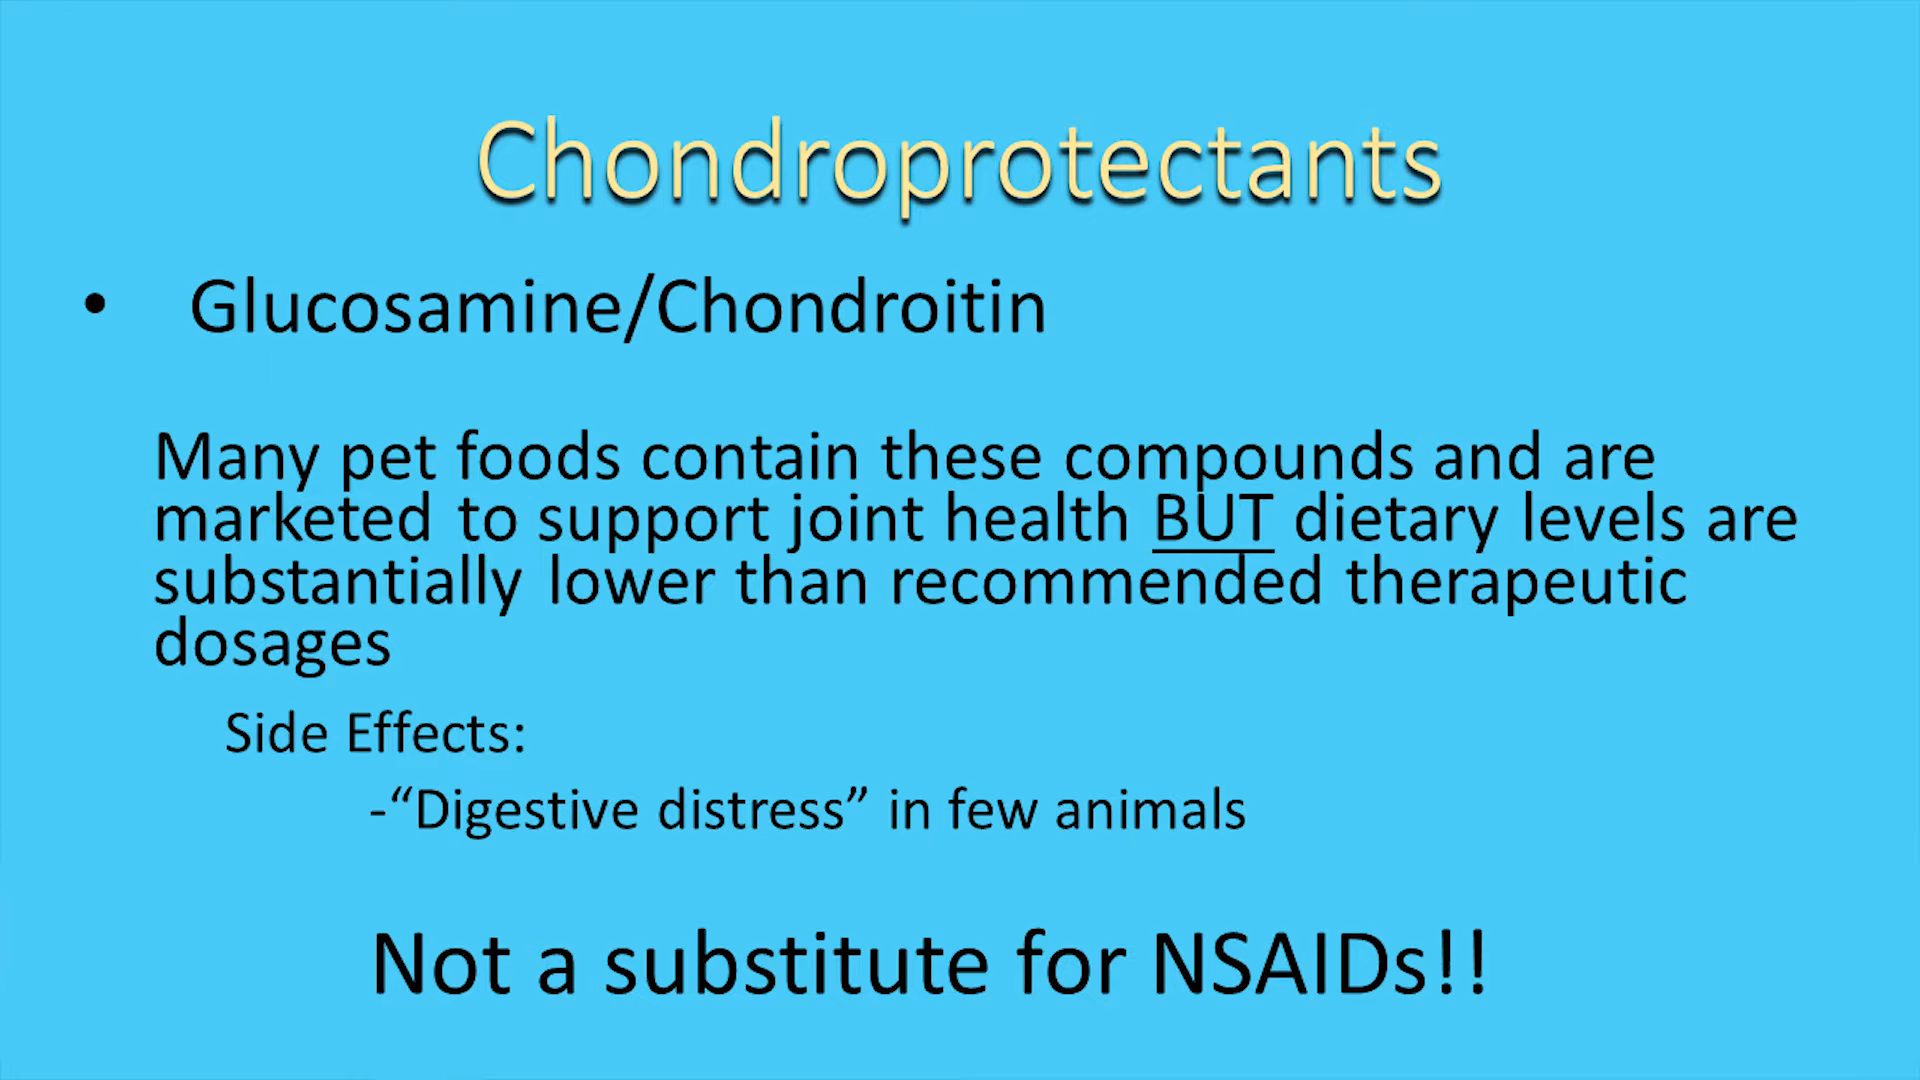 Chondroprotectants
• Glucosamine/Chondroitin
Many pet foods contain these compounds and are
marketed to support joint health BUT dietary levels are
substantially lower than recommended therapeutic
dosages
Side Effects:
-“Digestive distress” in few animals
Not a substitute for NSAIDs!!